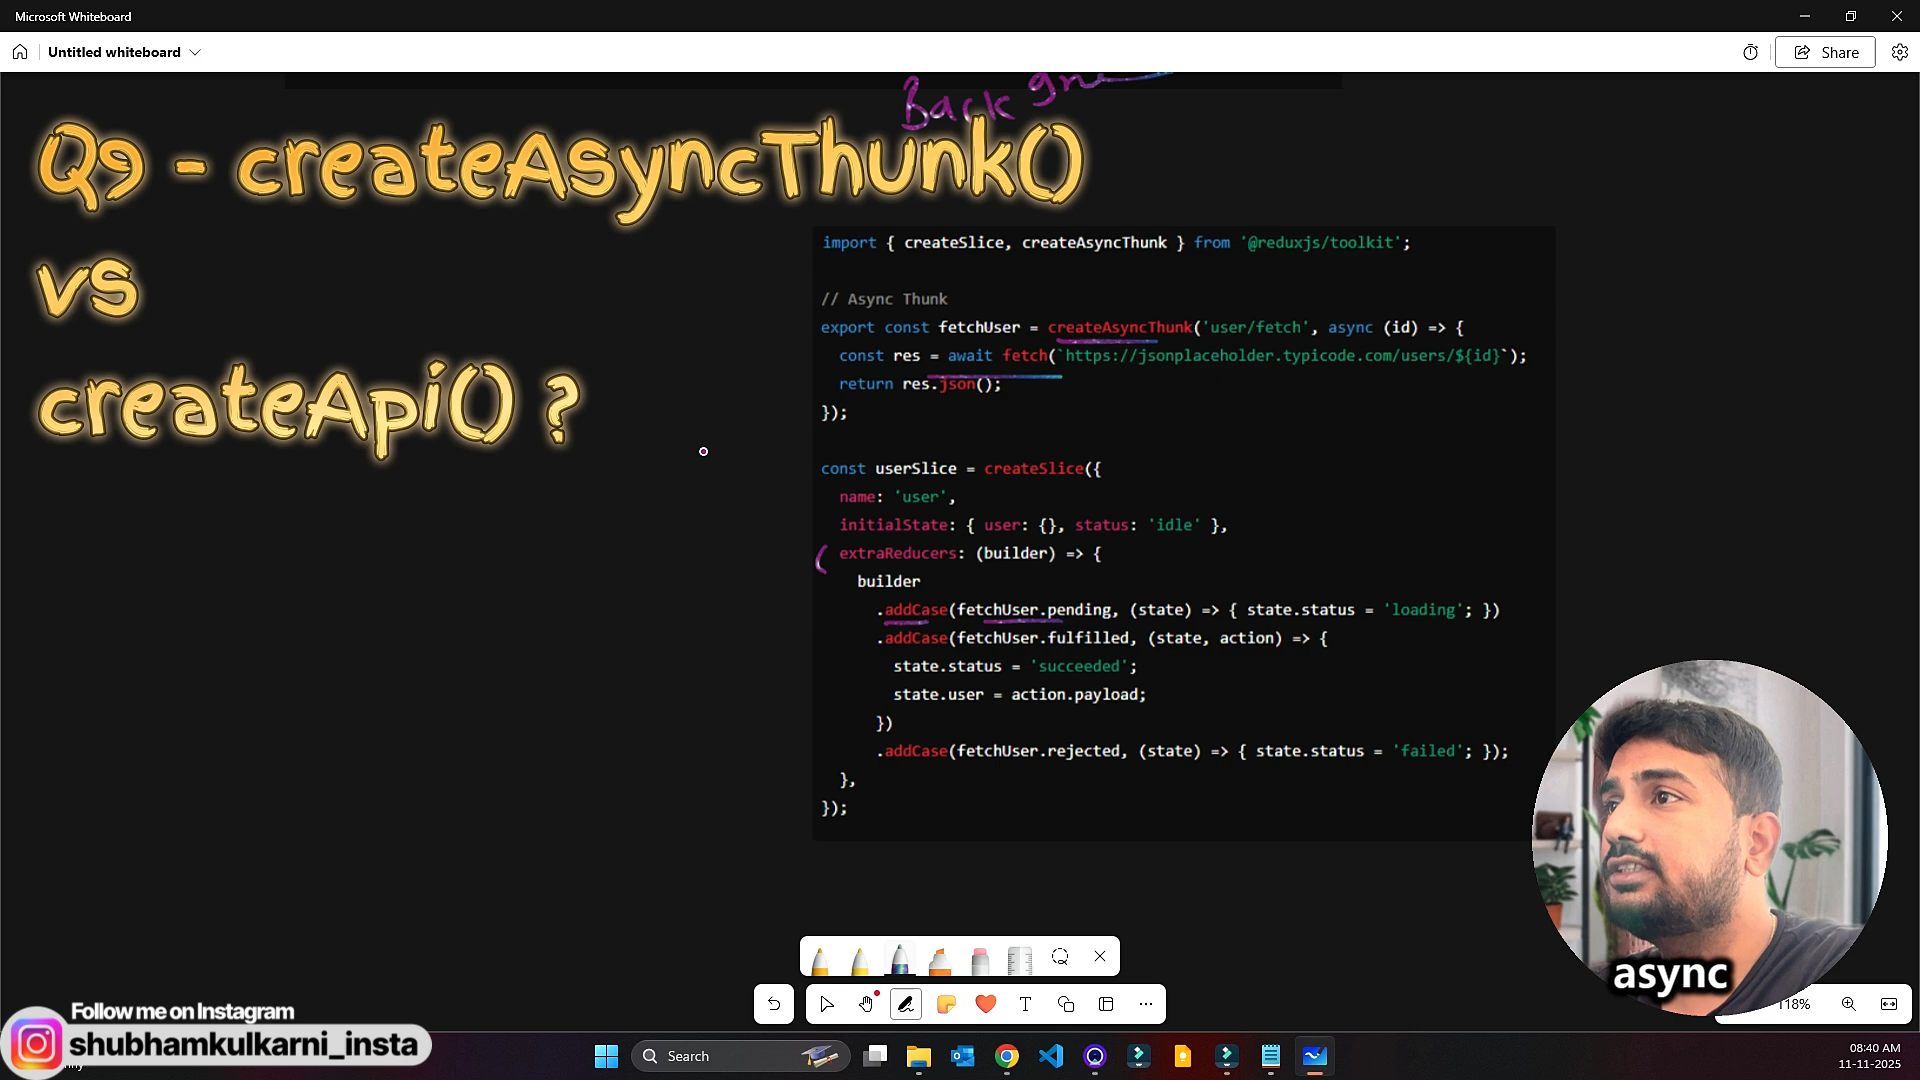 Microsoft Whiteboard
Untitled whiteboard
Share
Back
Q9 - createAsyncThunk()
vs
createApi() ?
import { createSlice, createAsyncThunk } from '@reduxjs/toolkit';
// Async Thunk
export const fetchUser = createAsyncThunk('user/fetch', async (id) => {
const res = await fetch(`https://jsonplaceholder.typicode.com/users/${id}`);
return res.json();
});
const userSlice = createSlice({
name: 'user',
initialState: { user: {}, status: 'idle' },
extraReducers: (builder) => {
builder
.addCase(fetchUser.pending, (state) => { state.status = 'loading'; })
.addCase(fetchUser.fulfilled, (state, action) => {
state.status = 'succeeded';
state.user = action.payload;
})
.addCase(fetchUser.rejected, (state) => { state.status = 'failed'; });
},
});
async
118%
Follow me on Instagram
shubhamkulkarni_insta
Search
08:40 AM
11-11-2025